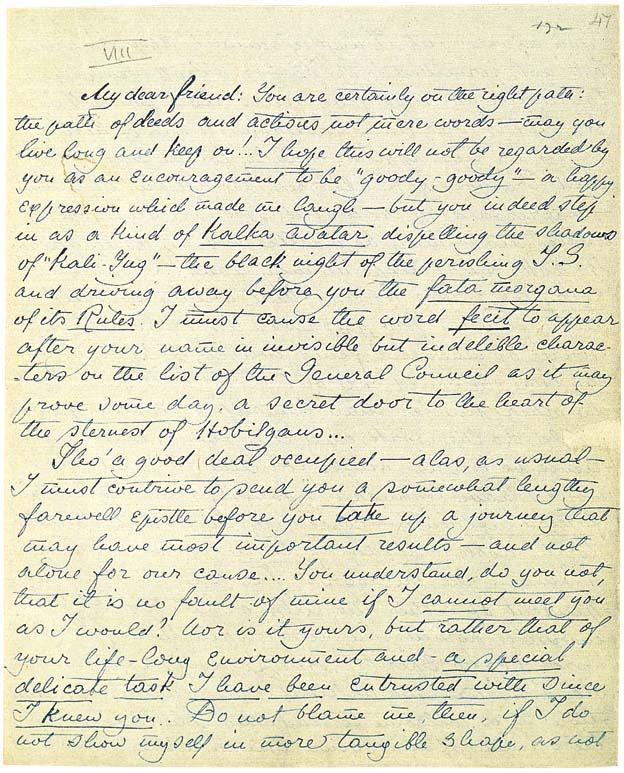 VIII
192 47
My dear friend: You are certainly on the right path:
the path of deeds and actions not mere words — may you
live long and keep on!... I hope this will not be regarded by
you as an encouragement to be "goody-goody" — a happy
expression which made me laugh — but you indeed step
in as a kind of Kalka avatar dispelling the shadows
of "Kali-Yug" — the black night of the perishing T.S.
and driving away before you the fata morgana
of its Rules. I must cause the word fecit to appear
after your name in invisible but indelible charac-
-ters on the list of the General Council as it may
prove some day, a secret door to the heart of
the sternest of Hobilgans...
Tho' a good deal occupied — alas, as usual —
I must contrive to send you a somewhat lengthy
farewell epistle before you take up a journey that
may have most important results — and not
alone for our cause.... You understand, do you not,
that it is no fault of mine if I cannot meet you
as I would? Nor is it yours, but rather that of
your life-long environment and - a special
delicate task I have been entrusted with since
I knew you. Do not blame me, then, if I do
not show myself in more tangible shape, as not